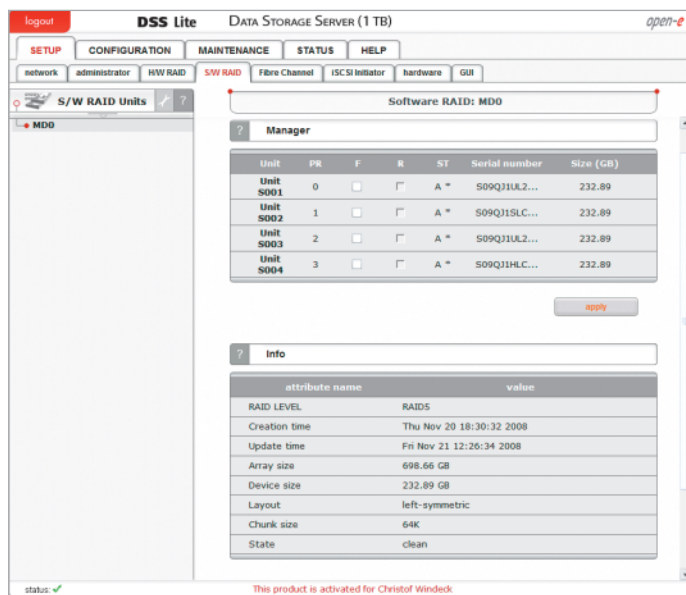 logout DSS Lite DATA STORAGE SERVER (1 TB) open-e
SETUP CONFIGURATION MAINTENANCE STATUS HELP
network administrator H/W RAID S/W RAID Fibre Channel iSCSI Initiator hardware GUI
S/W RAID Units ?
MD0
Software RAID: MD0
? Manager
Unit PR F R ST Serial number Size (GB)
Unit S001 0 A * S09QJ1UL2... 232.89
Unit S002 1 A * S09QJ1SLC... 232.89
Unit S003 2 A * S09QJ1UL2... 232.89
Unit S004 3 A * S09QJ1HLC... 232.89
apply
? Info
attribute name value
RAID LEVEL RAID5
Creation time Thu Nov 20 18:30:32 2008
Update time Fri Nov 21 12:26:34 2008
Array size 698.66 GB
Device size 232.89 GB
Layout left-symmetric
Chunk size 64K
State clean
status: This product is activated for Christof Windeck